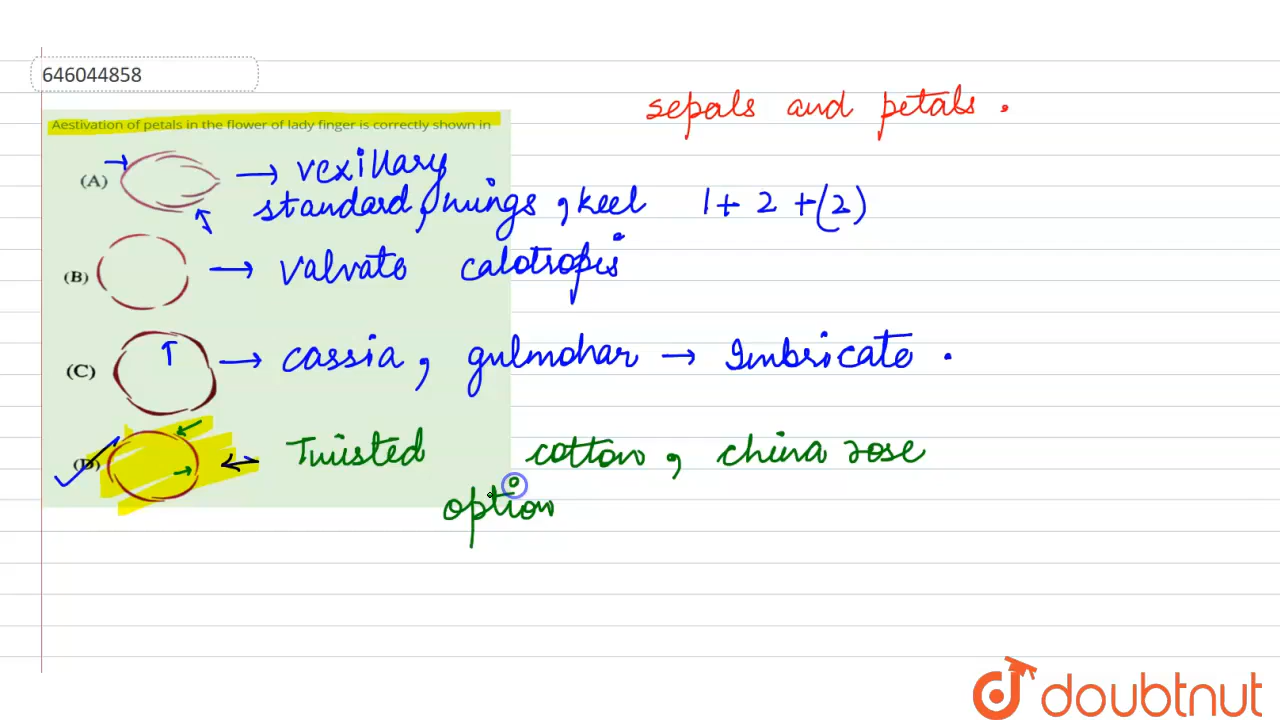 646044858
sepals and petals.
Aestivation of petals in the flower of lady finger is correctly shown in
(A) → vexillary
standard, wings, keel 1+2+(2)
(B) → valvate calotropis
(C) → cassia, gulmohar → Imbricate.
(D) ← Twisted cotton, china rose
option
doubtnut